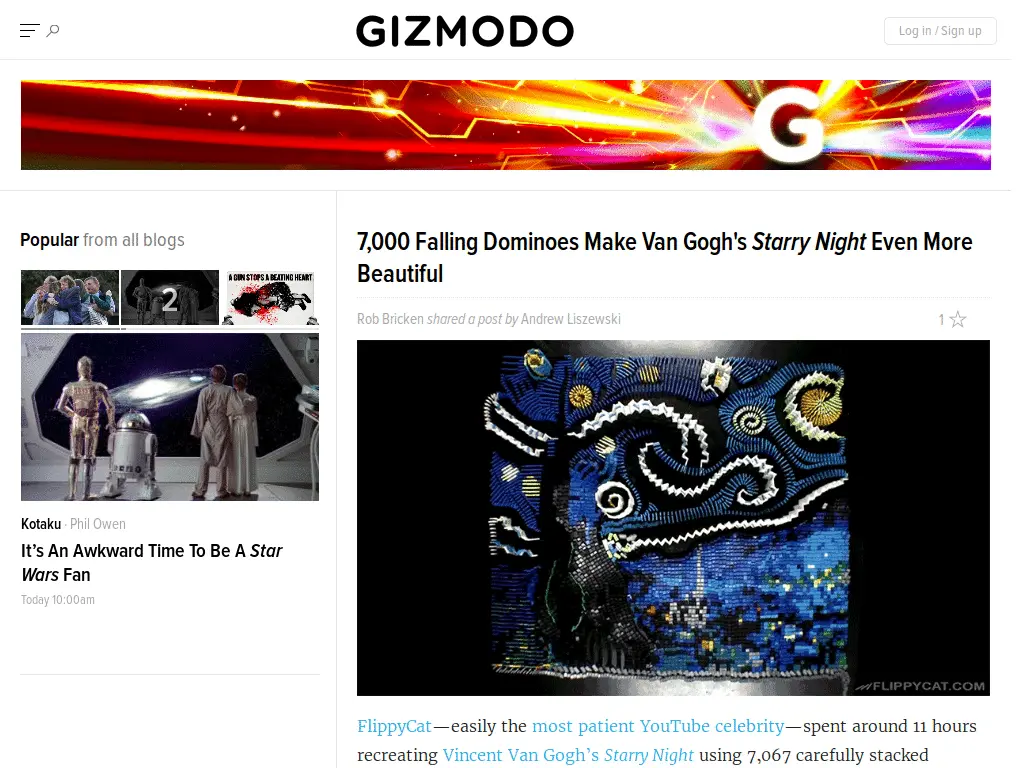 GIZMODO
Log in / Sign up
G
Popular from all blogs
2
A GUN STOPS A BEATING HEART
Kotaku · Phil Owen
It's An Awkward Time To Be A Star
Wars Fan
Today 10:00am
7,000 Falling Dominoes Make Van Gogh's Starry Night Even More
Beautiful
Rob Bricken shared a post by Andrew Liszewski
1
FLIPPYCAT.COM
FlippyCat—easily the most patient YouTube celebrity—spent around 11 hours
recreating Vincent Van Gogh's Starry Night using 7,067 carefully stacked